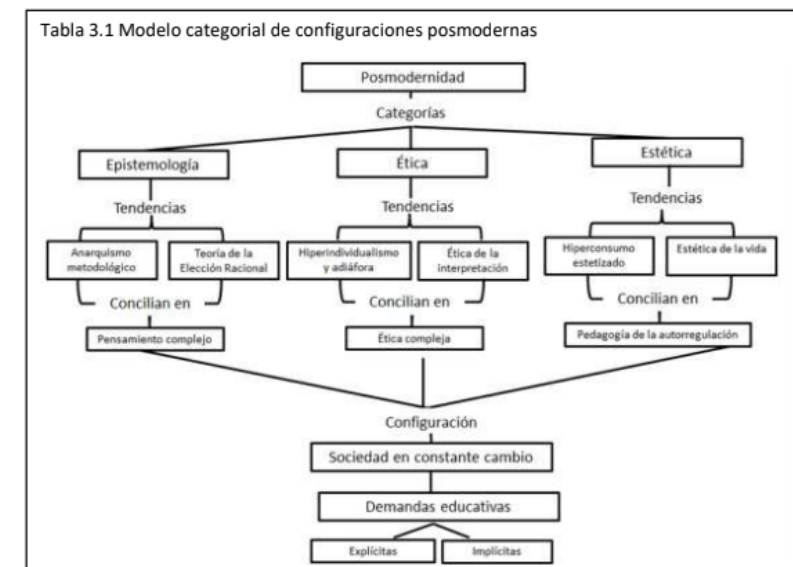 Tabla 3.1 Modelo categorial de configuraciones posmodernas
Posmodernidad
Categorías
Epistemología
Ética
Estética
Tendencias
Tendencias
Tendencias
Anarquismo
metodológico
Teoría de la
Elección Racional
Hiperindividualismo
y adiáfora
Ética de la
interpretación
Hiperconsumo
estetizado
Estética de la vida
Concilian en
Concilian en
Concilian en
Pensamiento complejo
Ética compleja
Pedagogía de la autorregulación
Configuración
Sociedad en constante cambio
Demandas educativas
Explícitas
Implícitas